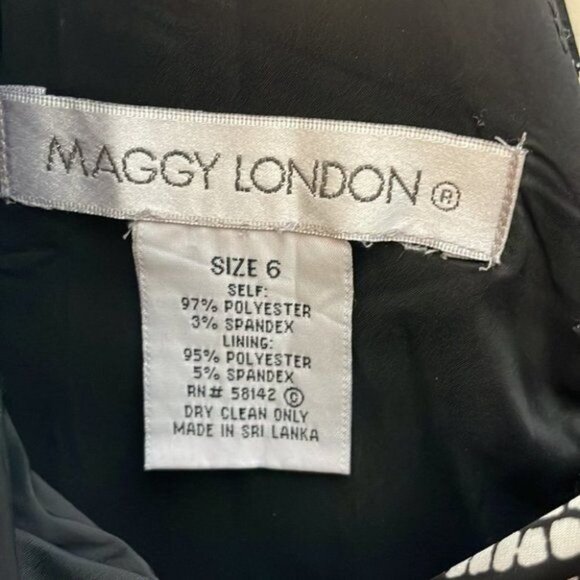 MAGGY LONDON ®
SIZE 6
SELF:
97% POLYESTER
3% SPANDEX
LINING:
95% POLYESTER
5% SPANDEX
RN# 58142 ©
DRY CLEAN ONLY
MADE IN SRI LANKA